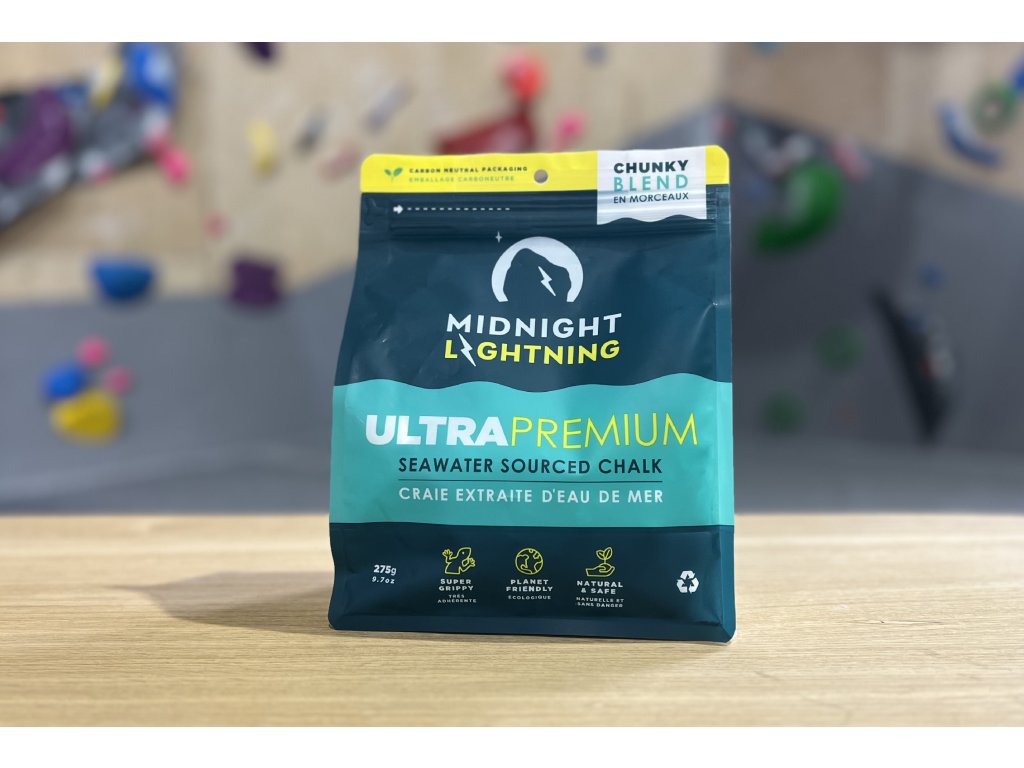 CARBON NEUTRAL PACKAGING
EMBALLAGE CARBONEUTRE
CHUNKY
BLEND
EN MORCEAUX
MIDNIGHT
LIGHTNING
ULTRAPREMIUM
SEAWATER SOURCED CHALK
CRAIE EXTRAITE D'EAU DE MER
275g
9.7oz
SUPER
GRIPPY
TRÈS
ADHÉRENTE
PLANET
FRIENDLY
ÉCOLOGIQUE
NATURAL
& SAFE
NATURELLE ET
SANS DANGER